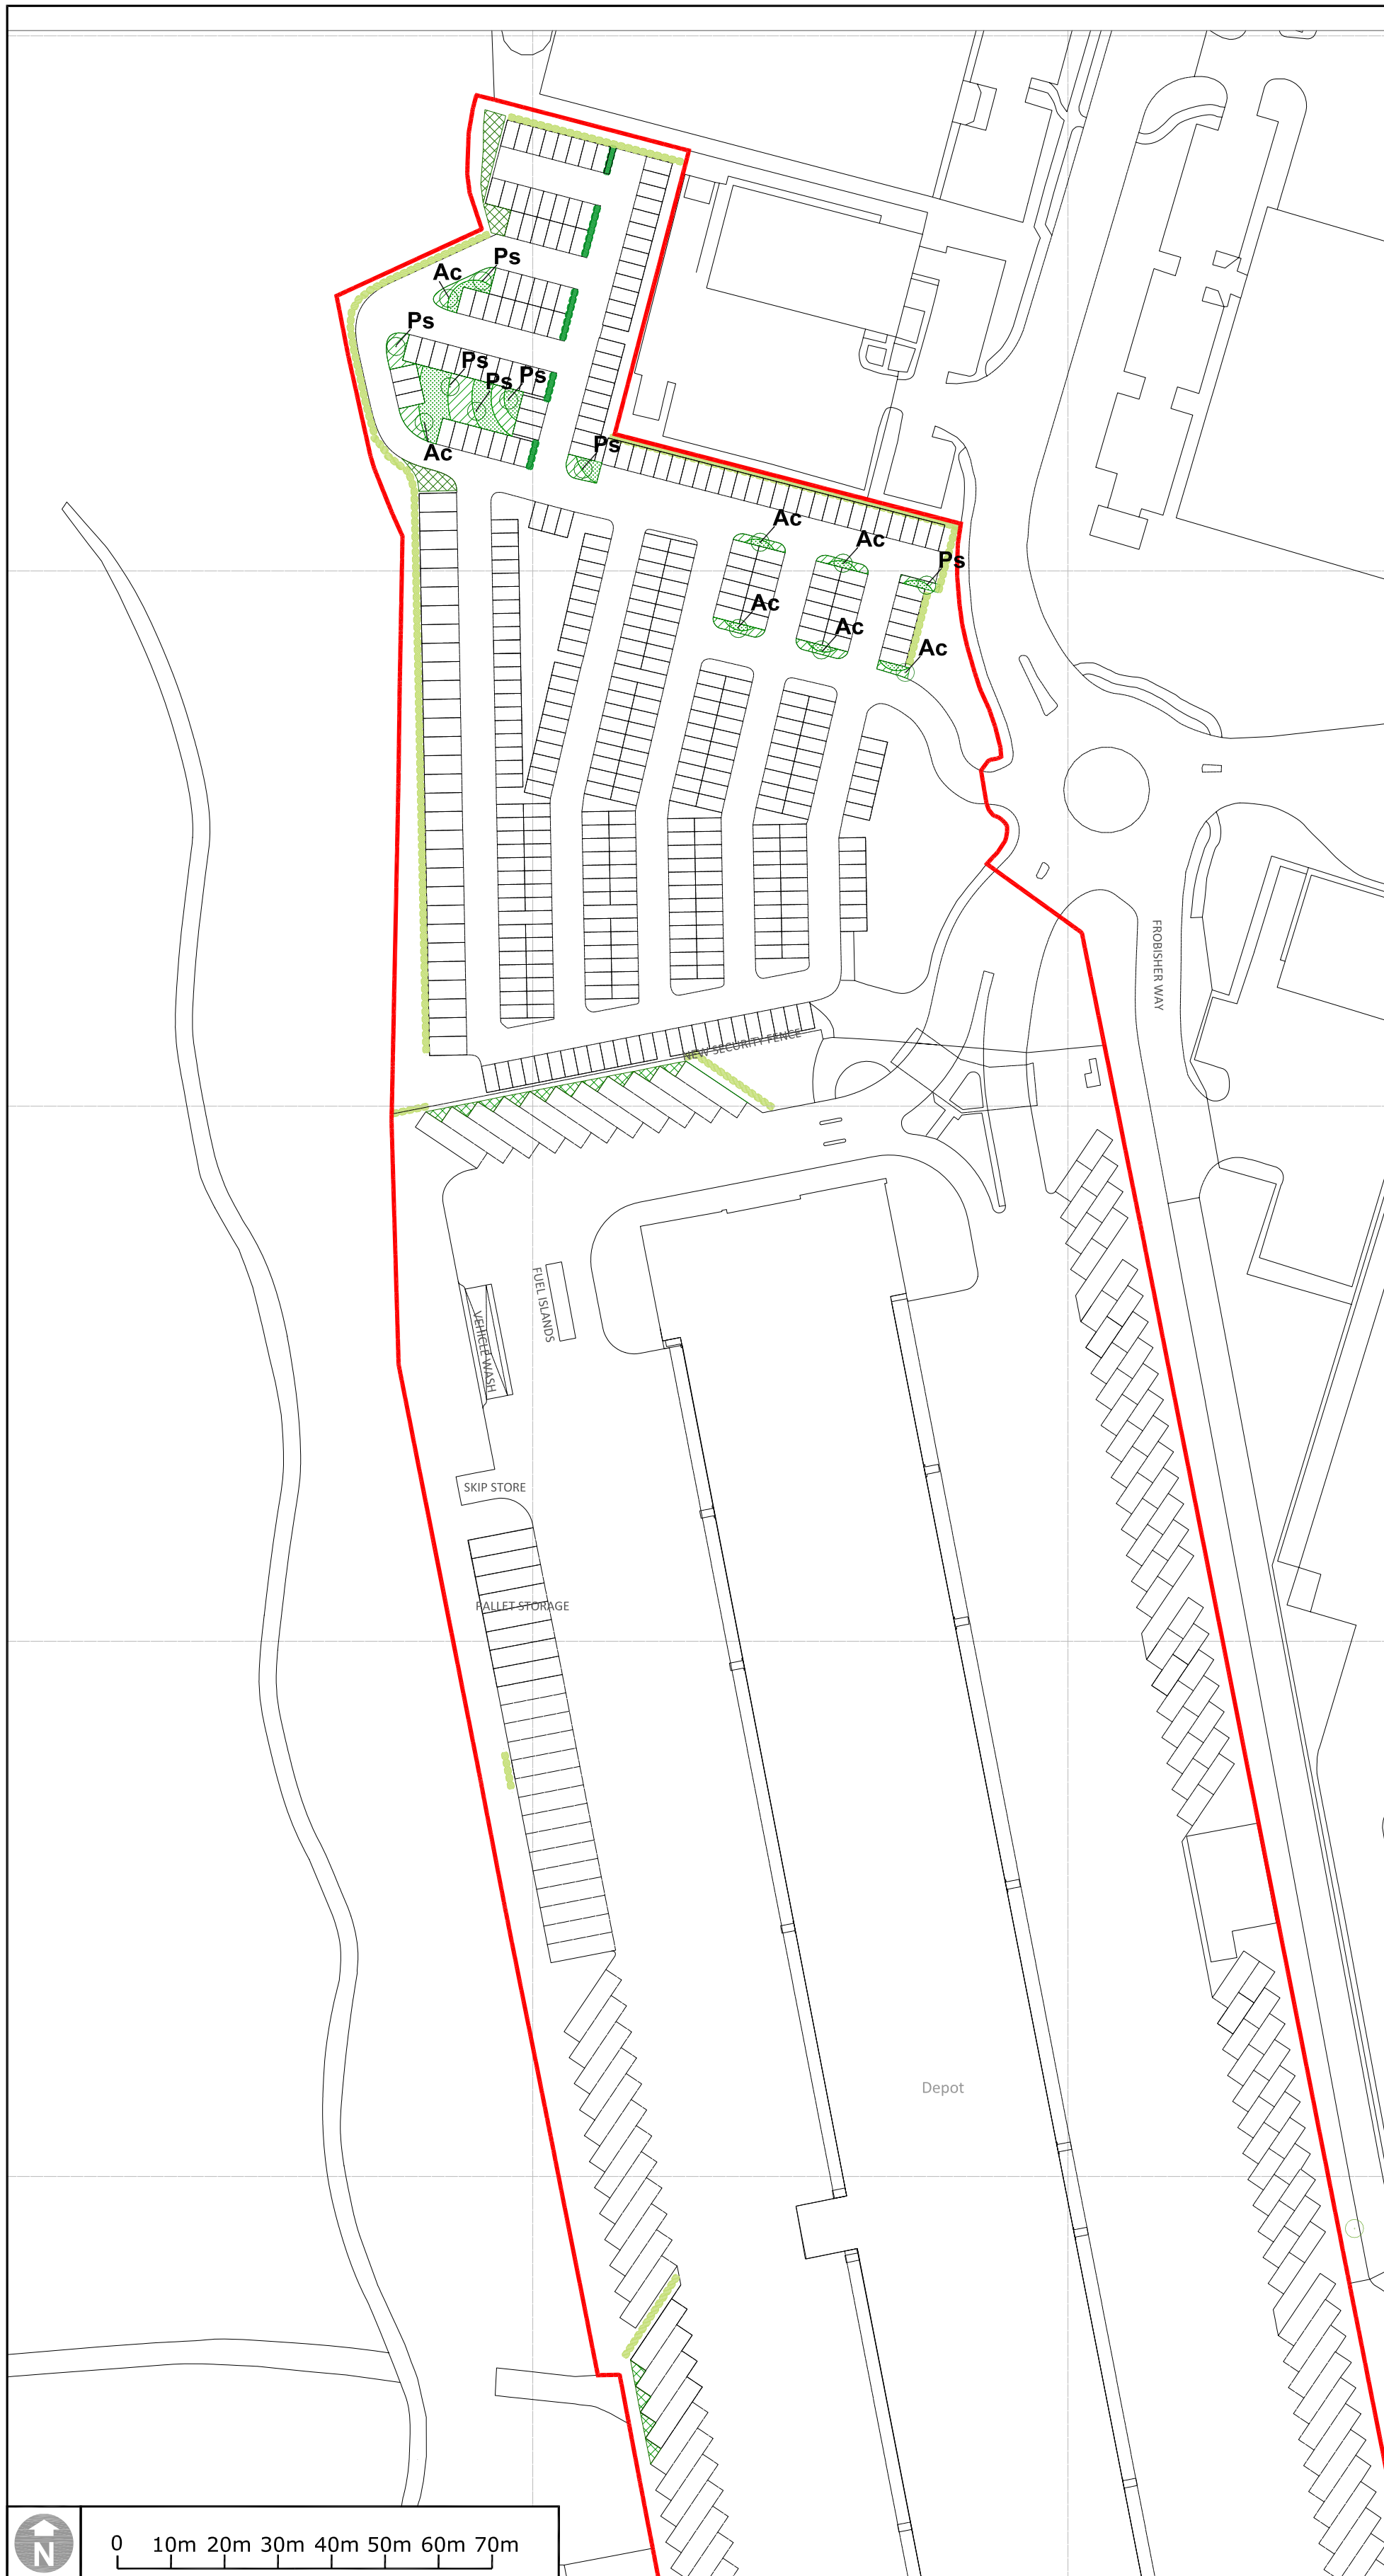 Ps
Ac
Ps
Ps
Ps
Ps
Ac
Ps
Ac
Ac
Ps
Ac
Ac
Ac
FROBISHER WAY
NEW SECURITY FENCE
FUEL ISLANDS
VEHICLE WASH
SKIP STORE
PALLET STORAGE
Depot
N
0 10m 20m 30m 40m 50m 60m 70m